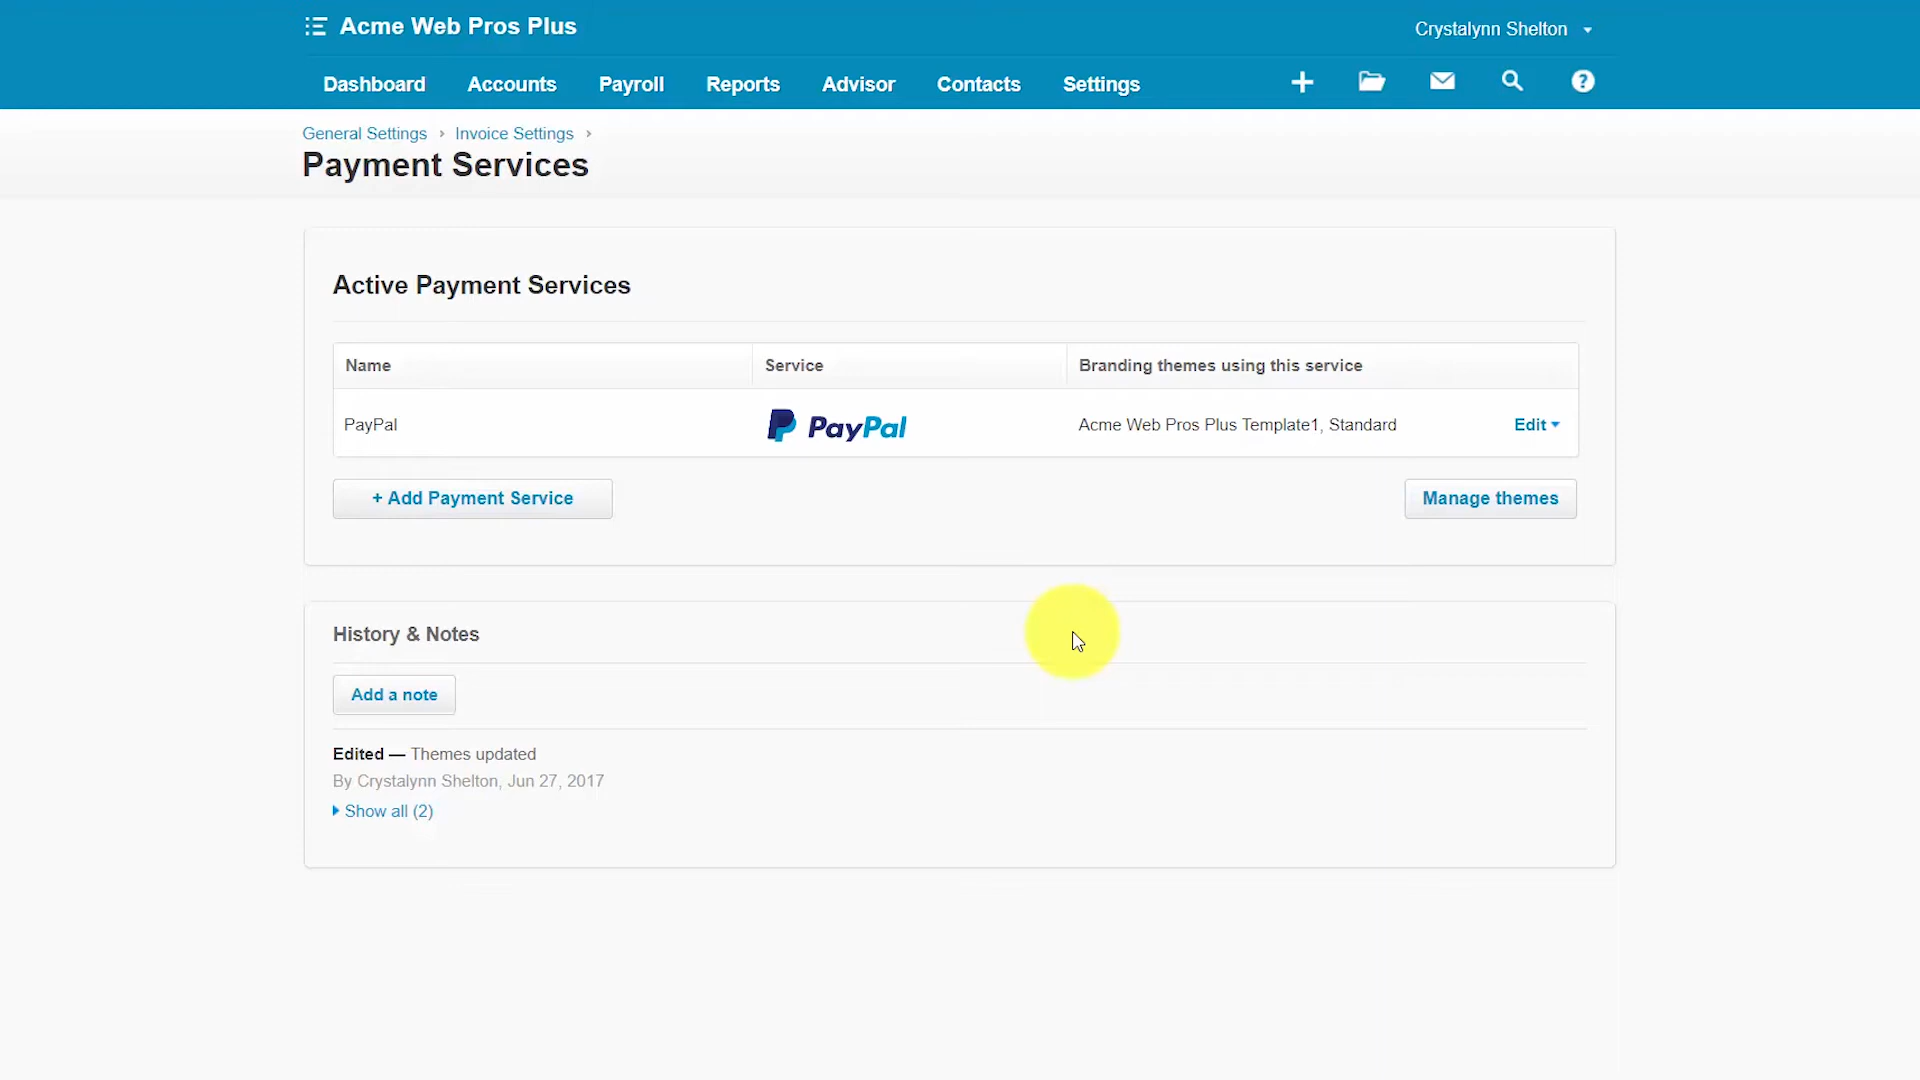 Acme Web Pros Plus
Crystalynn Shelton
Dashboard Accounts Payroll Reports Advisor Contacts Settings
General Settings › Invoice Settings ›
Payment Services
Active Payment Services
Name Service Branding themes using this service
PayPal PayPal Acme Web Pros Plus Template1, Standard Edit
+ Add Payment Service Manage themes
History & Notes
Add a note
Edited — Themes updated
By Crystalynn Shelton, Jun 27, 2017
Show all (2)